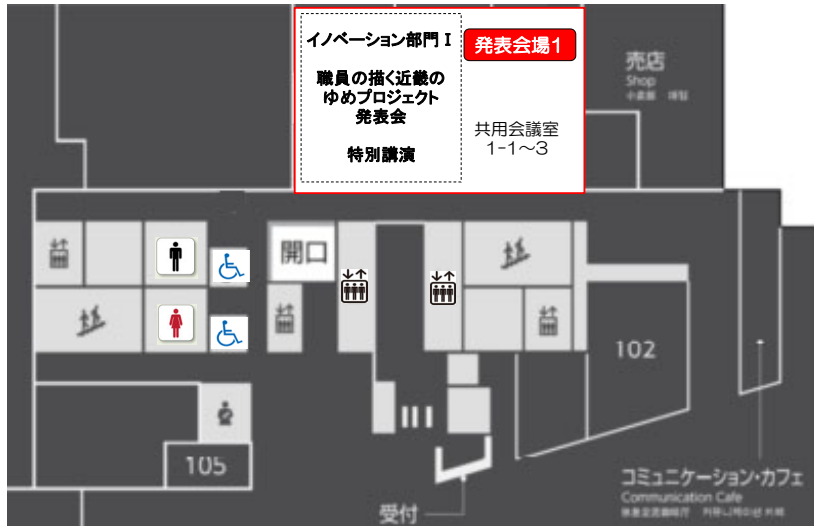 イノベーション部門Ⅰ
職員の描く近畿の
ゆめプロジェクト
発表会
特別講演
発表会場1
共用会議室
1-1~3
売店
Shop
開口
102
105
コミュニケーション・カフェ
Communication Cafe
受付